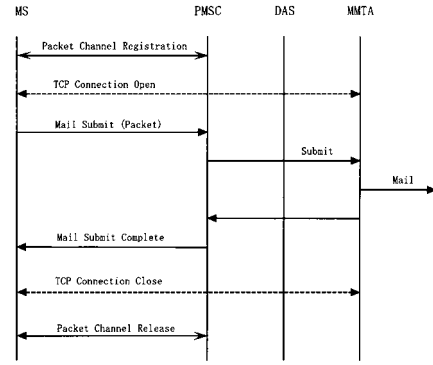 MS PMSC DAS MMTA
Packet Channel Registration
TCP Connection Open
Mail Submit (Packet)
Submit
Mail
Mail Submit Complete
TCP Connection Close
Packet Channel Release